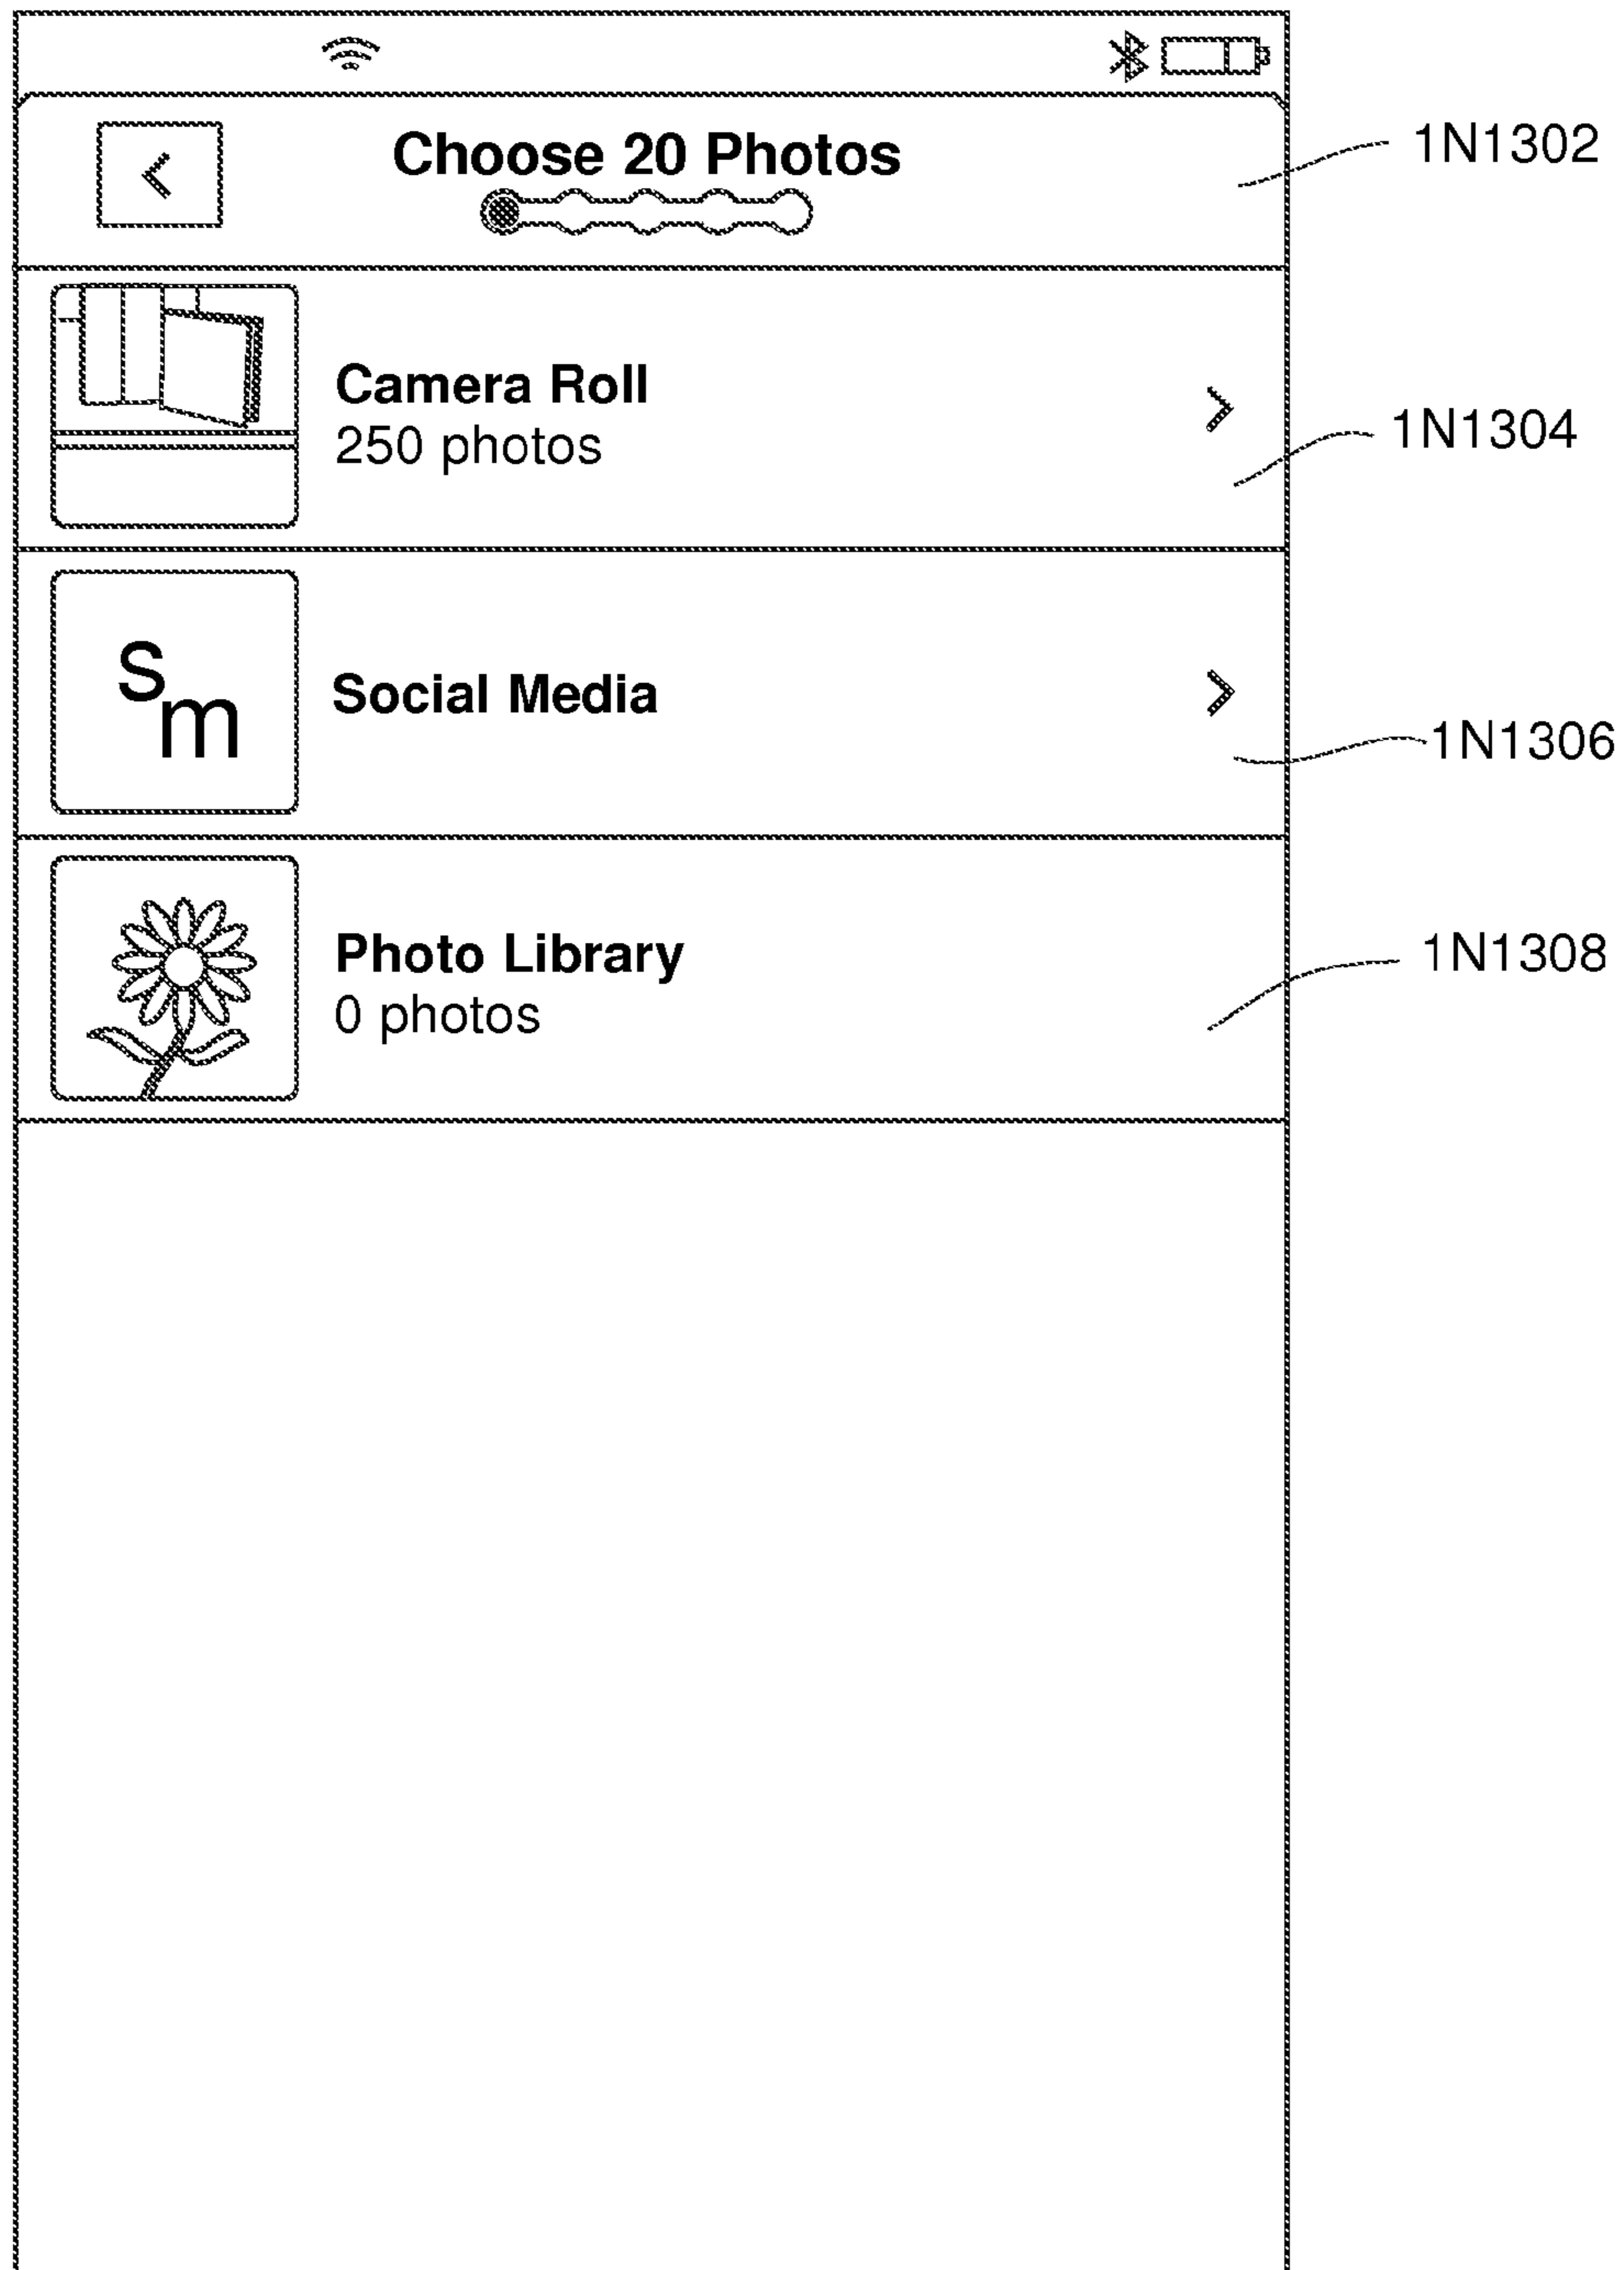 Choose 20 Photos
1N1302
Camera Roll
250 photos
1N1304
s
m
Social Media
1N1306
Photo Library
0 photos
1N1308